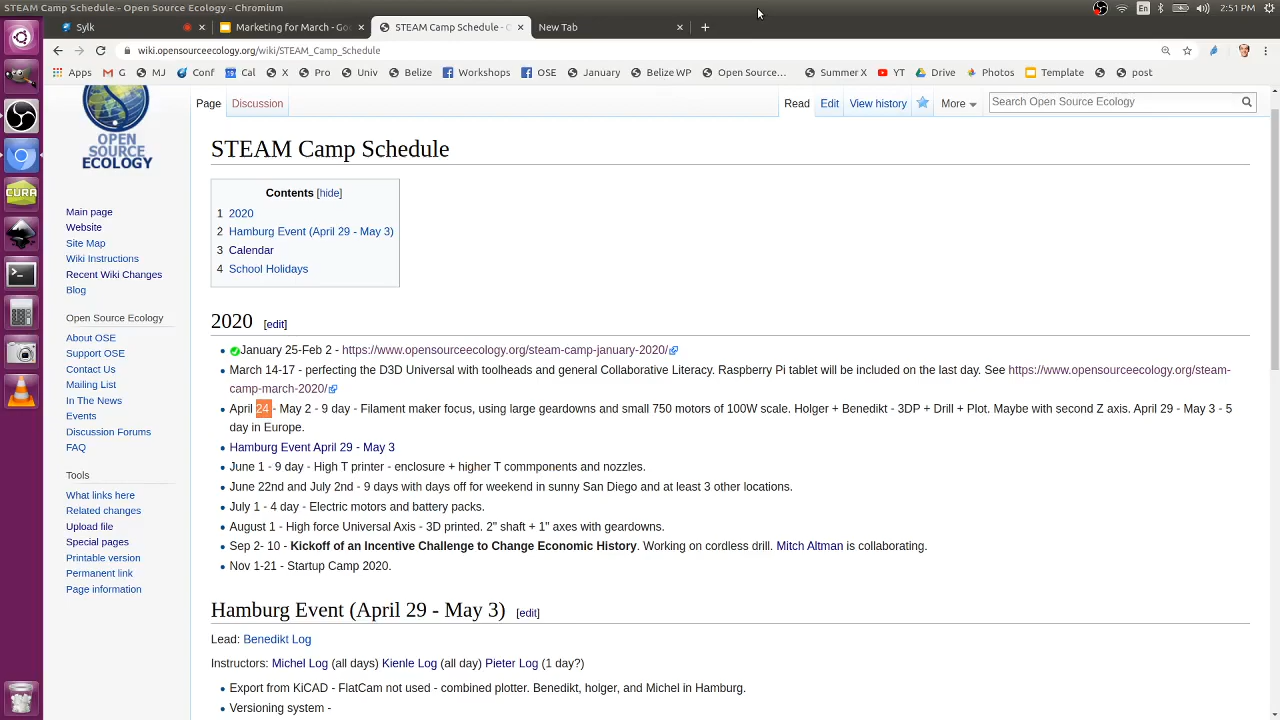 STEAM Camp Schedule - Open Source Ecology - Chromium
En
2:51 PM
Sylk
Marketing for March - Go
STEAM Camp Schedule - O
New Tab
wiki.opensourceecology.org/wiki/STEAM_Camp_Schedule
Apps
G
MJ
Conf
Cal
X
Pro
Univ
Belize
Workshops
OSE
January
Belize WP
Open Source...
Summer X
YT
Drive
Photos
Template
post
Page
Discussion
Read
Edit
View history
More
Search Open Source Ecology
OPEN
SOURCE
ECOLOGY
Main page
Website
Site Map
Wiki Instructions
Recent Wiki Changes
Blog
Open Source Ecology
About OSE
Support OSE
Contact Us
Mailing List
In The News
Events
Discussion Forums
FAQ
Tools
What links here
Related changes
Upload file
Special pages
Printable version
Permanent link
Page information
CURA
STEAM Camp Schedule
Contents [hide]
1 2020
2 Hamburg Event (April 29 - May 3)
3 Calendar
4 School Holidays
2020 [edit]
January 25-Feb 2 - https://www.opensourceecology.org/steam-camp-january-2020/
March 14-17 - perfecting the D3D Universal with toolheads and general Collaborative Literacy. Raspberry Pi tablet will be included on the last day. See https://www.opensourceecology.org/steam-
camp-march-2020/
April 24 - May 2 - 9 day - Filament maker focus, using large geardowns and small 750 motors of 100W scale. Holger + Benedikt - 3DP + Drill + Plot. Maybe with second Z axis. April 29 - May 3 - 5
day in Europe.
Hamburg Event April 29 - May 3
June 1 - 9 day - High T printer - enclosure + higher T commponents and nozzles.
June 22nd and July 2nd - 9 days with days off for weekend in sunny San Diego and at least 3 other locations.
July 1 - 4 day - Electric motors and battery packs.
August 1 - High force Universal Axis - 3D printed. 2" shaft + 1" axes with geardowns.
Sep 2- 10 - Kickoff of an Incentive Challenge to Change Economic History. Working on cordless drill. Mitch Altman is collaborating.
Nov 1-21 - Startup Camp 2020.
Hamburg Event (April 29 - May 3) [edit]
Lead: Benedikt Log
Instructors: Michel Log (all days) Kienle Log (all day) Pieter Log (1 day?)
Export from KiCAD - FlatCam not used - combined plotter. Benedikt, holger, and Michel in Hamburg.
Versioning system -